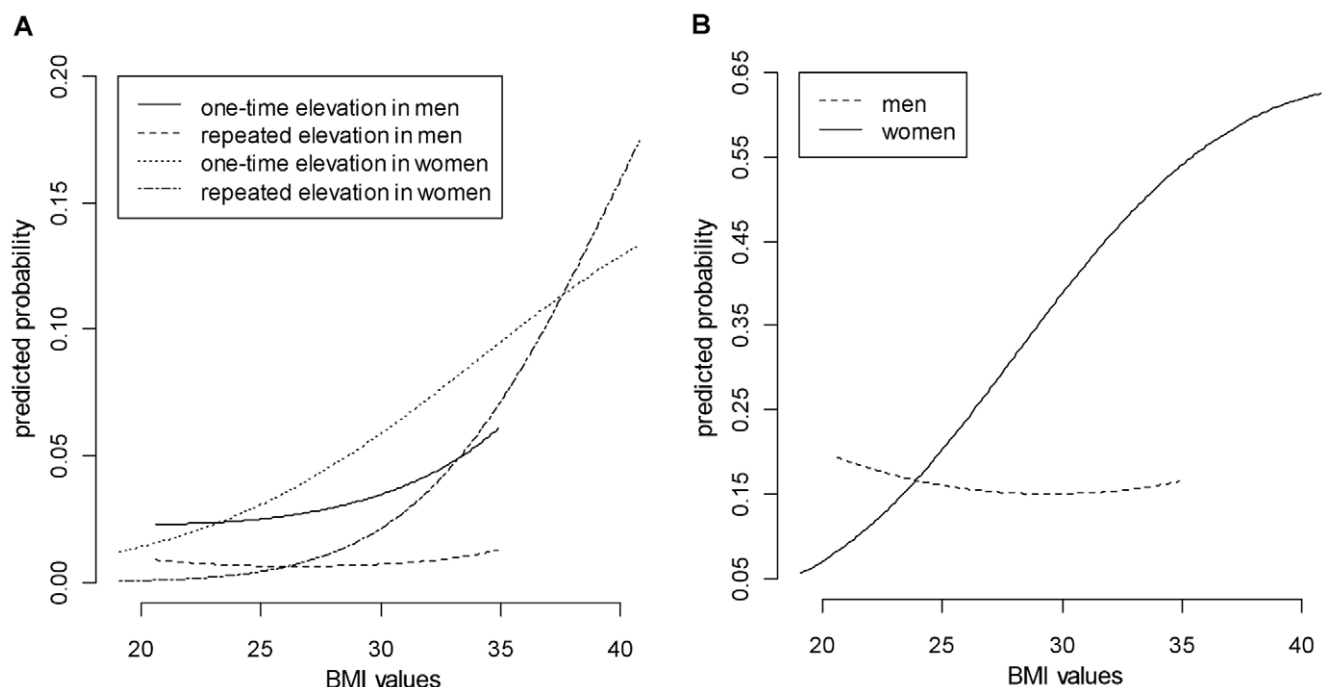 A
one-time elevation in men
repeated elevation in men
one-time elevation in women
repeated elevation in women
predicted probability
0.20
0.15
0.10
0.05
0.00
20 25 30 35 40
BMI values
B
men
women
predicted probability
0.65
0.55
0.45
0.35
0.25
0.15
0.05
20 25 30 35 40
BMI values